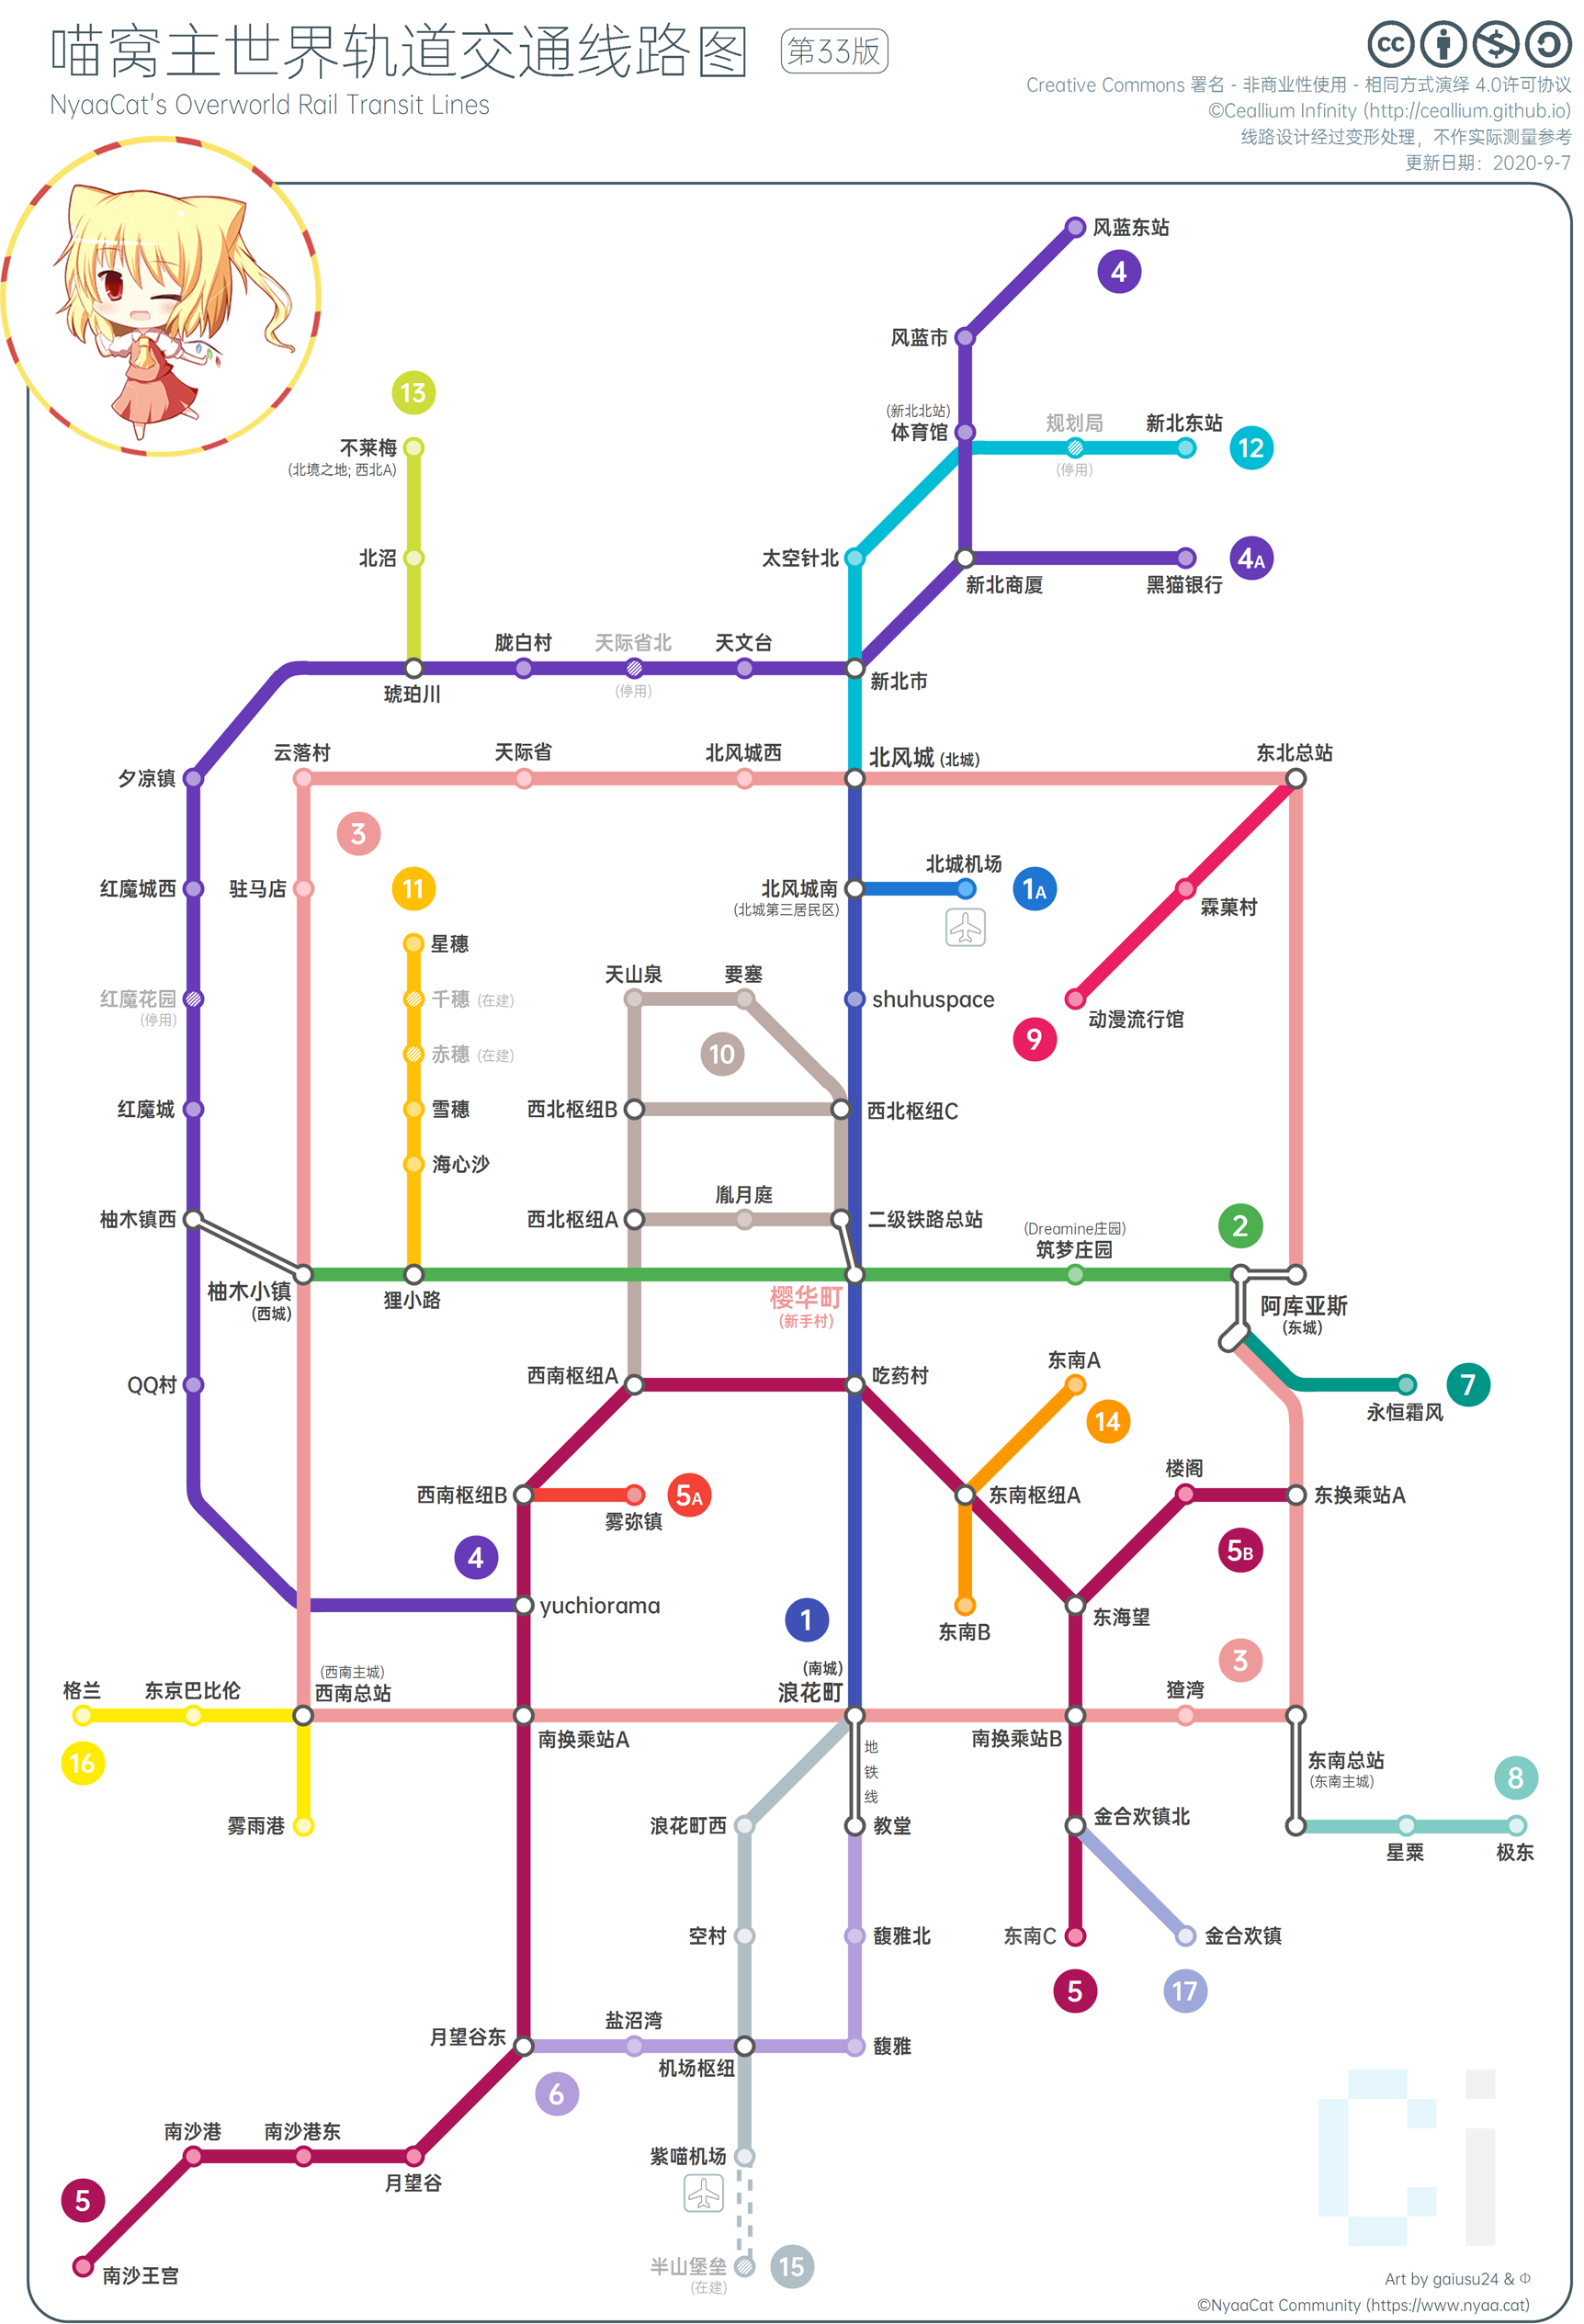 喵窝主世界轨道交通线路图
第33版
NyaaCat's Overworld Rail Transit Lines
cc
Creative Commons 署名 - 非商业性使用 - 相同方式演绎 4.0许可协议
©Ceallium Infinity (http://ceallium.github.io)
线路设计经过变形处理，不作实际测量参考
更新日期：2020-9-7
风蓝东站
4
风蓝市
13
(新北北站)
体育馆
规划局
(停用)
新北东站
12
不莱梅
(北境之地; 西北A)
北沼
太空针北
新北商厦
黑猫银行
4A
胧白村
天际省北
(停用)
天文台
琥珀川
新北市
夕凉镇
云落村
天际省
北风城西
北风城 (北城)
东北总站
3
红魔城西
驻马店
11
北风城南
(北城第三居民区)
北城机场
1A
霖菓村
星穗
红魔花园
(停用)
千穗 (在建)
天山泉
要塞
shuhuspace
动漫流行馆
9
赤穗 (在建)
10
红魔城
雪穗
西北枢纽B
西北枢纽C
海心沙
柚木镇西
西北枢纽A
胤月庭
二级铁路总站
(Dreamine庄园)
筑梦庄园
2
柚木小镇
(西城)
狸小路
樱华町
(新手村)
阿库亚斯
(东城)
QQ村
西南枢纽A
吃药村
东南A
14
7
永恒霜风
西南枢纽B
5A
雾弥镇
东南枢纽A
楼阁
东换乘站A
4
5B
yuchiorama
1
东南B
东海望
3
格兰
东京巴比伦
(西南主城)
西南总站
(南城)
浪花町
猹湾
16
南换乘站A
地
铁
线
南换乘站B
东南总站
(东南主城)
8
雾雨港
浪花町西
教堂
金合欢镇北
星粟
极东
空村
馥雅北
东南C
金合欢镇
5
17
月望谷东
盐沼湾
机场枢纽
馥雅
6
南沙港
南沙港东
月望谷
紫喵机场
5
南沙王宫
半山堡垒
(在建)
15
Ci
Art by gaiusu24 & Φ
©NyaaCat Community (https://www.nyaa.cat)